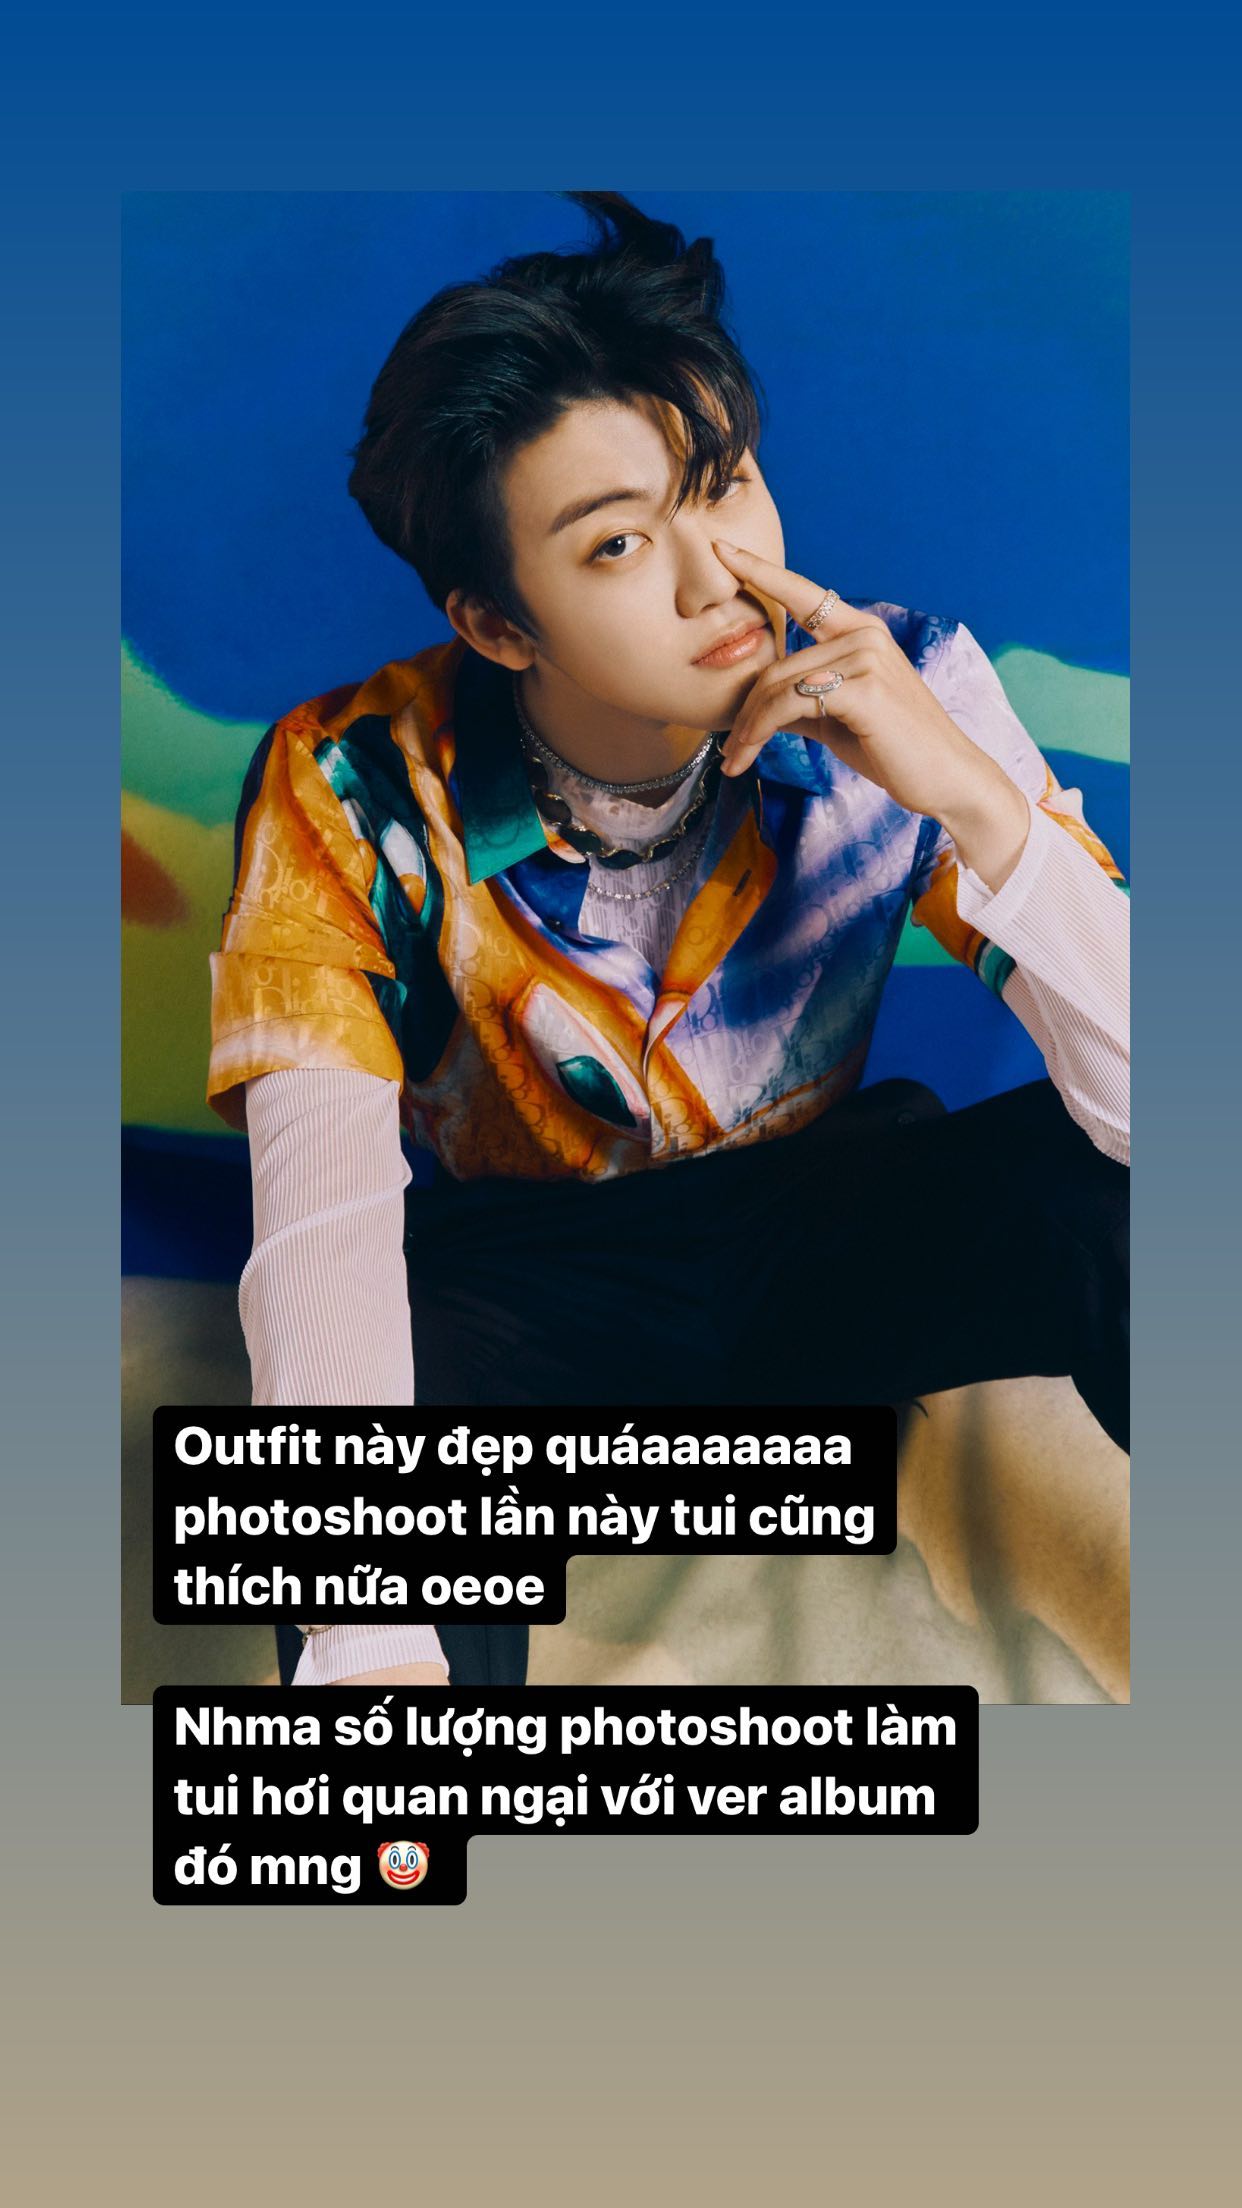 Outfit này đẹp quáaaaaaaa
photoshoot lần này tui cũng
thích nữa oeoe
Nhma số lượng photoshoot làm
tui hơi quan ngại với ver album
đó mng 🤡